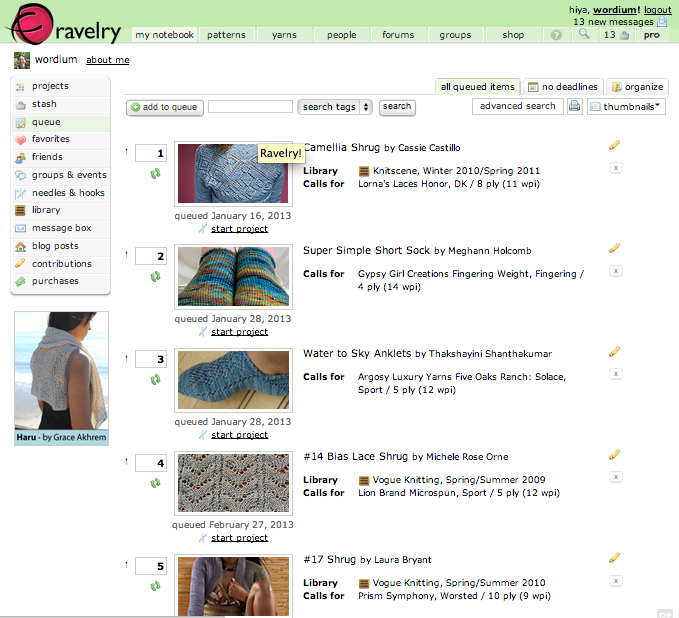 ravelry
hiya, wordium! logout
13 new messages
my notebook patterns yarns people forums groups shop ? 13 pro
wordium about me
projects
stash
queue
favorites
friends
groups & events
needles & hooks
library
message box
blog posts
contributions
purchases
Haru - by Grace Akhrem
all queued items no deadlines organize
add to queue search tags search advanced search thumbnails
Ravelry!
↑ 1
Camellia Shrug by Cassie Castillo
Library Knitscene, Winter 2010/Spring 2011
Calls for Lorna's Laces Honor, DK / 8 ply (11 wpi)
x
queued January 16, 2013
start project
↑ 2
Super Simple Short Sock by Meghann Holcomb
Calls for Gypsy Girl Creations Fingering Weight, Fingering /
4 ply (14 wpi)
x
queued January 28, 2013
start project
↑ 3
Water to Sky Anklets by Thakshayini Shanthakumar
Calls for Argosy Luxury Yarns Five Oaks Ranch: Solace,
Sport / 5 ply (12 wpi)
x
queued January 28, 2013
start project
↑ 4
#14 Bias Lace Shrug by Michele Rose Orne
Library Vogue Knitting, Spring/Summer 2009
Calls for Lion Brand Microspun, Sport / 5 ply (12 wpi)
x
queued February 27, 2013
start project
↑ 5
#17 Shrug by Laura Bryant
Library Vogue Knitting, Spring/Summer 2010
Calls for Prism Symphony, Worsted / 10 ply (9 wpi)
x